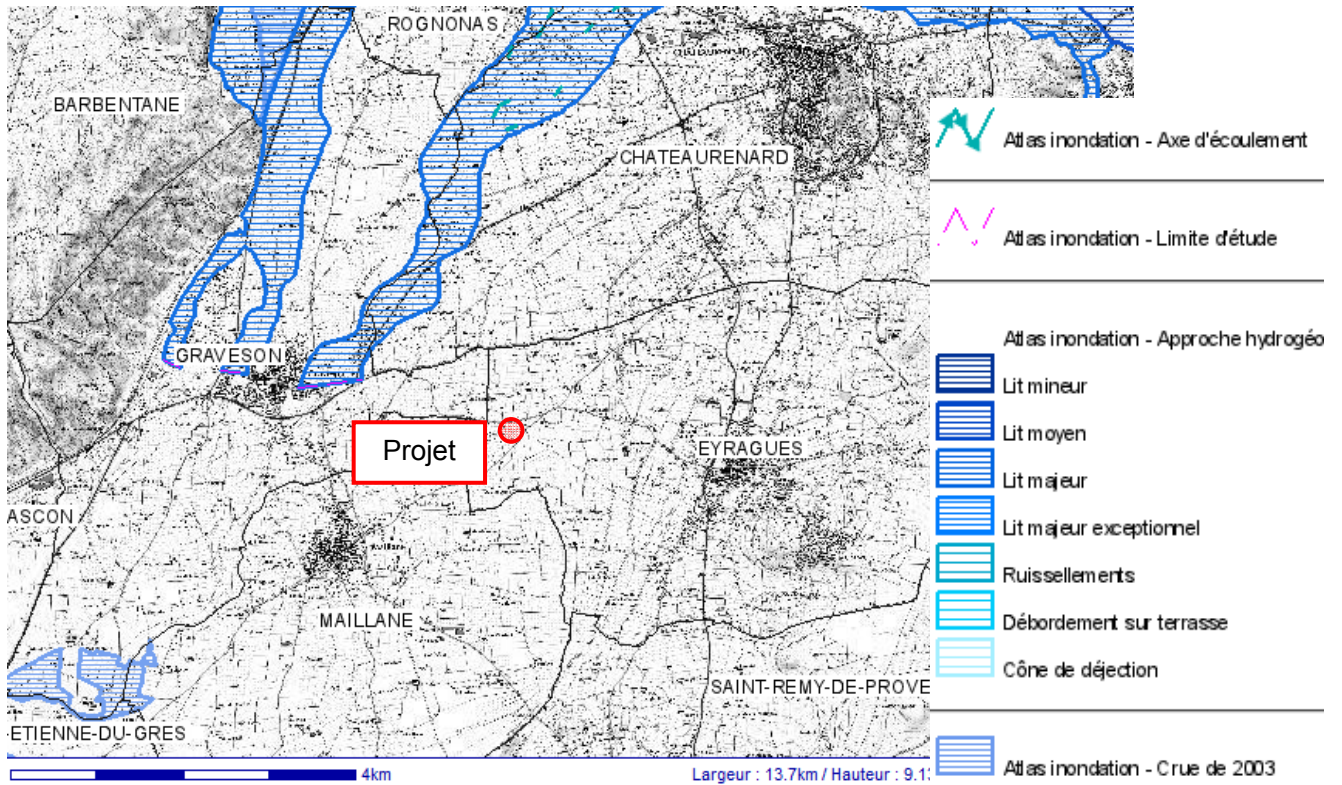 ROGNONAS
BARBENTANE
CHATEAURENARD
GRAVESON
Projet
EYRAGUES
ASCON
MAILLANE
SAINT-REMY-DE-PROVE
-ETIENNE-DU-GRES
4km
Largeur : 13.7km / Hauteur : 9.1
Atlas inondation - Axe d'écoulement
Atlas inondation - Limite d'étude
Atlas inondation - Approche hydrogéo
Lit mineur
Lit moyen
Lit majeur
Lit majeur exceptionnel
Ruissellements
Débordement sur terrasse
Cône de déjection
Atlas inondation - Crue de 2003